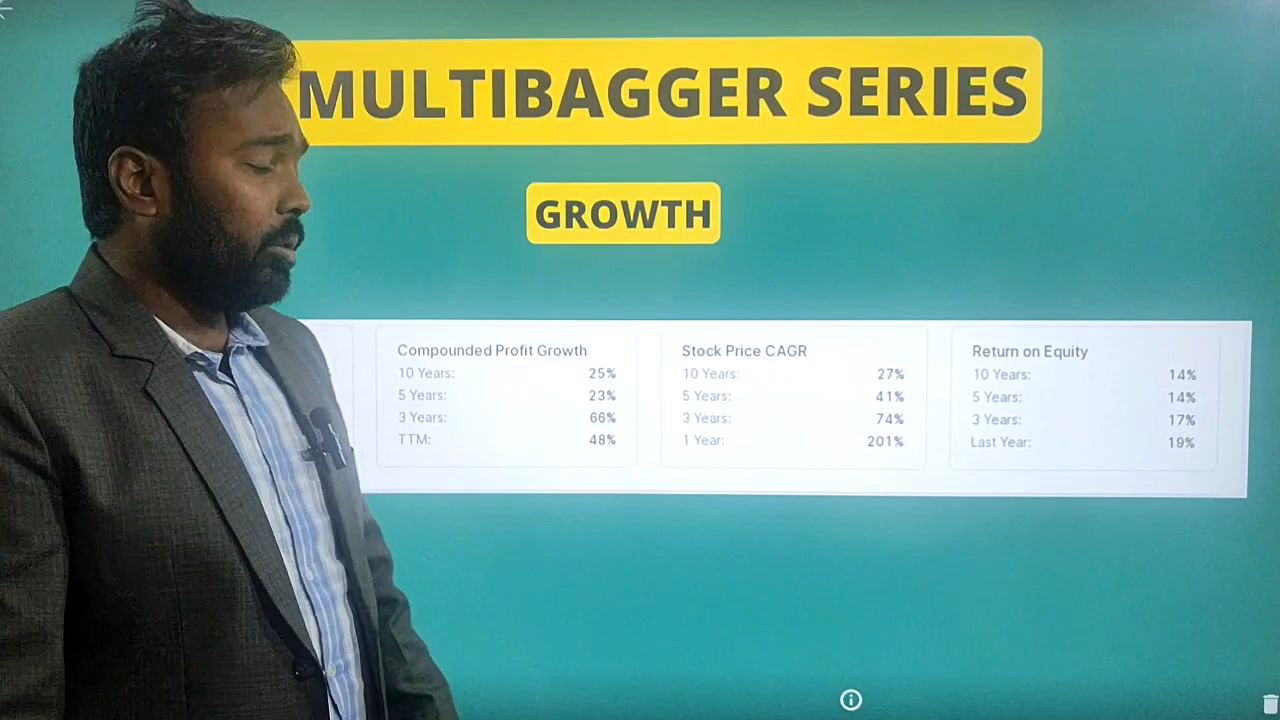 MULTIBAGGER SERIES
GROWTH
Compounded Profit Growth
10 Years: 25%
5 Years: 23%
3 Years: 66%
TTM: 48%
Stock Price CAGR
10 Years: 27%
5 Years: 41%
3 Years: 74%
1 Year: 201%
Return on Equity
10 Years: 14%
5 Years: 14%
3 Years: 17%
Last Year: 19%